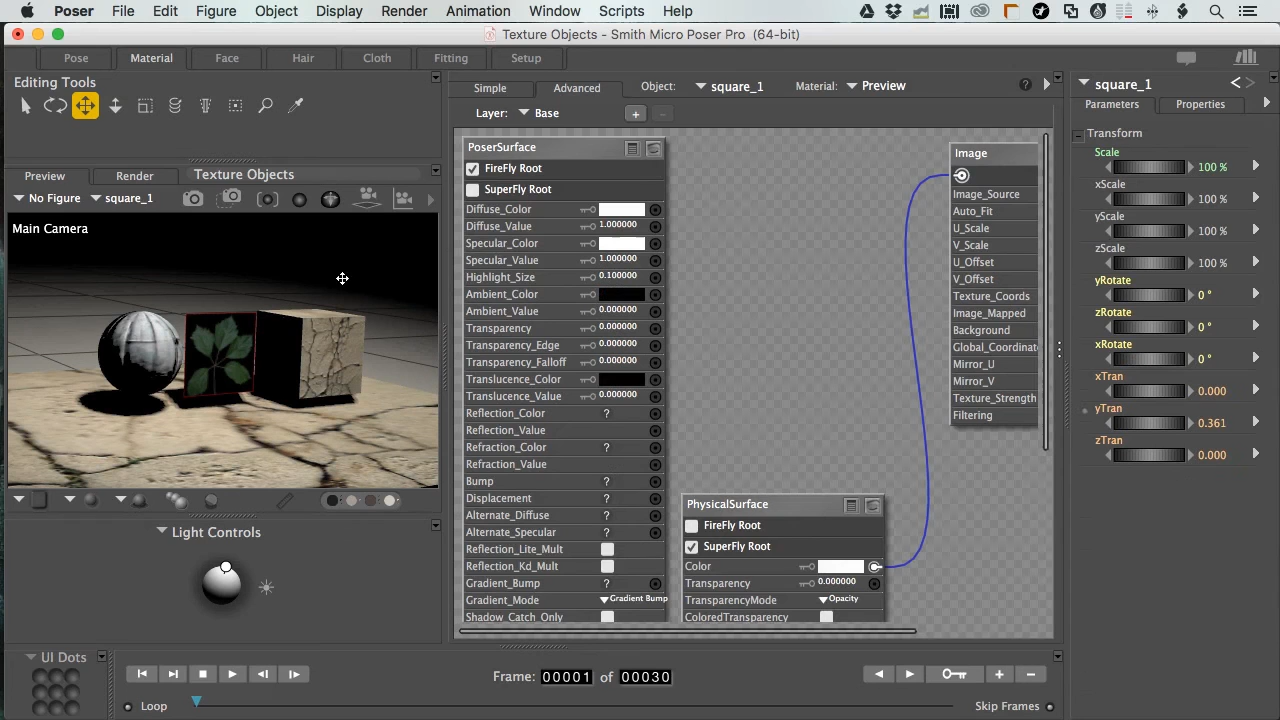 Poser File Edit Figure Object Display Render Animation Window Scripts Help
Texture Objects - Smith Micro Poser Pro (64-bit)
Pose Material Face Hair Cloth Fitting Setup
Editing Tools
Simple Advanced Object: square_1 Material: Preview
Layer: Base + -
square_1
Parameters Properties
Preview Render Texture Objects
No Figure square_1
Main Camera
PoserSurface
FireFly Root
SuperFly Root
Diffuse_Color
Diffuse_Value 1.000000
Specular_Color
Specular_Value 1.000000
Highlight_Size 0.100000
Ambient_Color
Ambient_Value 0.000000
Transparency 0.000000
Transparency_Edge 0.000000
Transparency_Falloff 0.000000
Translucence_Color
Translucence_Value 0.000000
Reflection_Color ?
Reflection_Value
Refraction_Color ?
Refraction_Value
Bump ?
Displacement ?
Alternate_Diffuse ?
Alternate_Specular ?
Reflection_Lite_Mult
Reflection_Kd_Mult
Gradient_Bump ?
Gradient_Mode Gradient Bump
Shadow_Catch_Only
PhysicalSurface
FireFly Root
SuperFly Root
Color
Transparency 0.000000
TransparencyMode Opacity
ColoredTransparency
Image
Image_Source
Auto_Fit
U_Scale
V_Scale
U_Offset
V_Offset
Texture_Coords
Image_Mapped
Background
Global_Coordinat
Mirror_U
Mirror_V
Texture_Strength
Filtering
Transform
Scale
100 %
xScale
100 %
yScale
100 %
zScale
100 %
yRotate
0 °
zRotate
0 °
xRotate
0 °
xTran
0.000
yTran
0.361
zTran
0.000
Light Controls
UI Dots
Loop
Frame: 00001 of 00030
Skip Frames